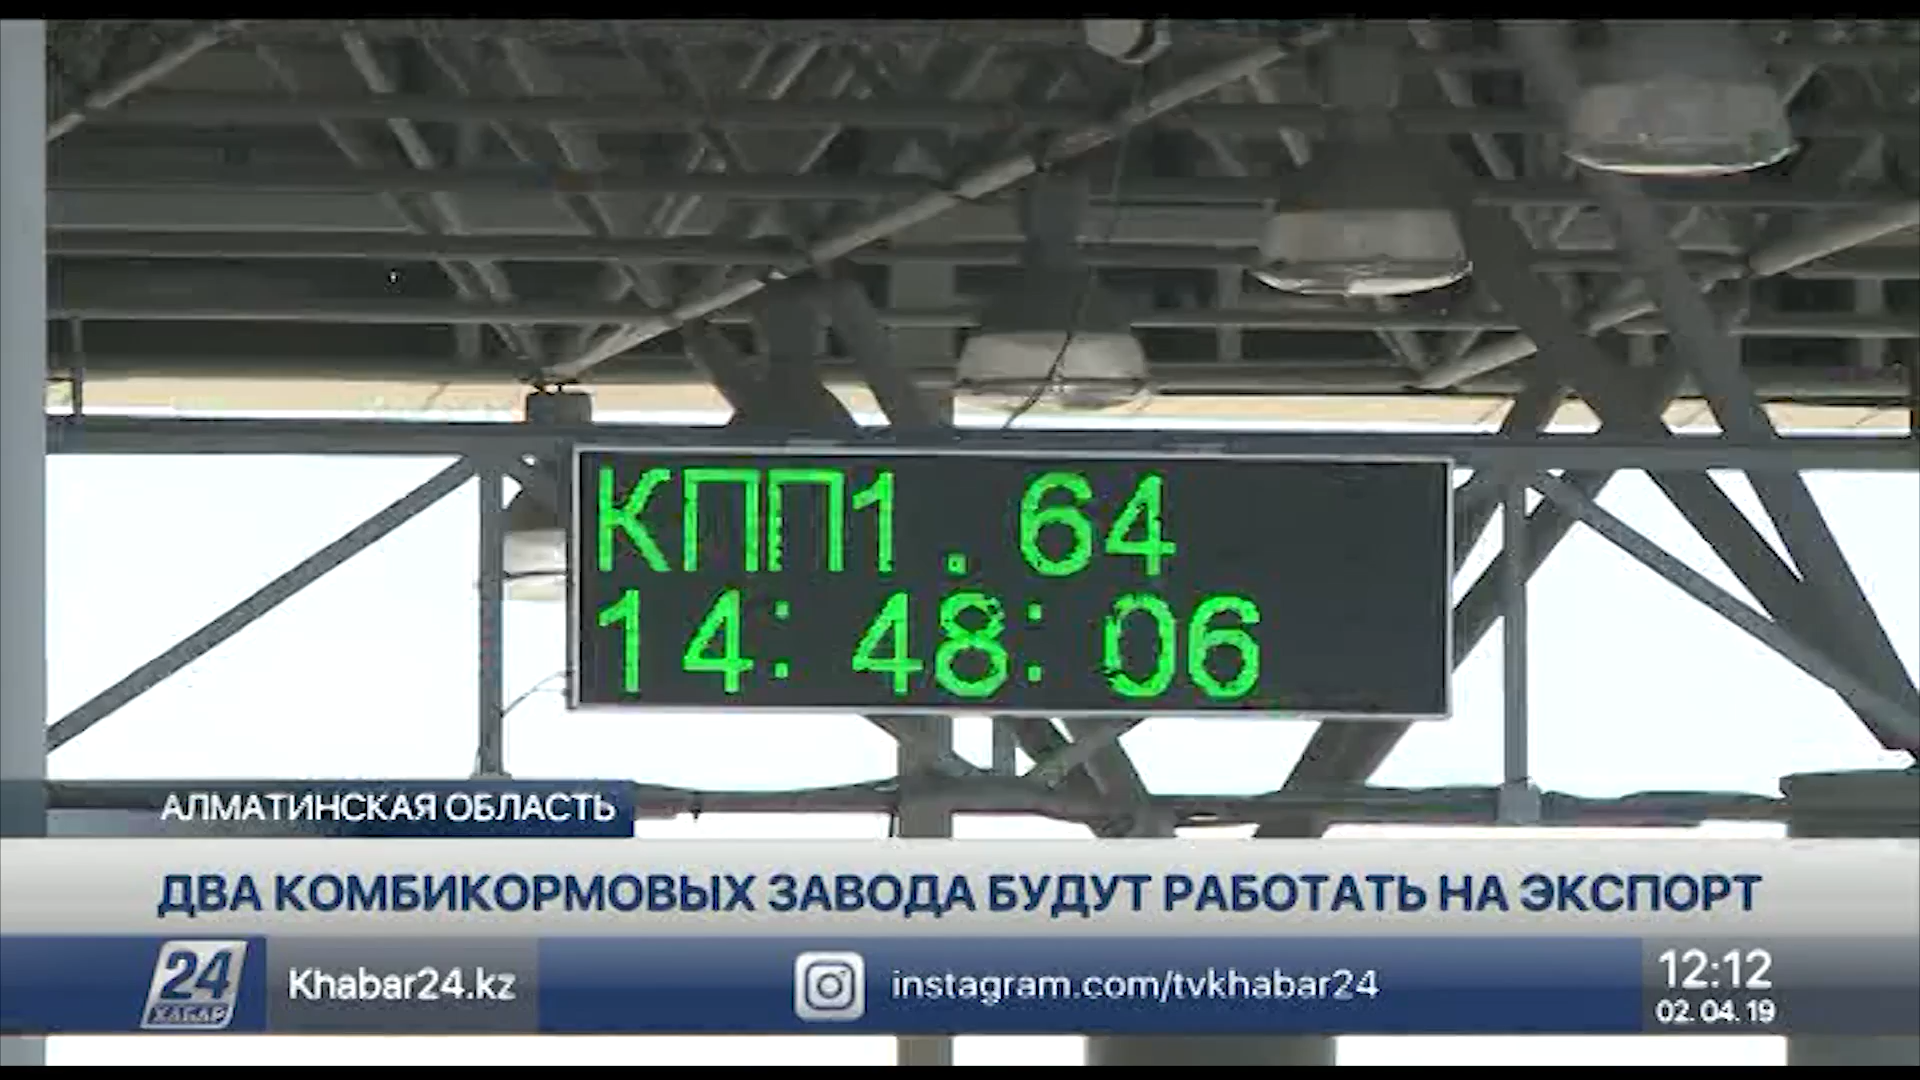 КПП1.64
14:48:06
АЛМАТИНСКАЯ ОБЛАСТЬ
ДВА КОМБИКОРМОВЫХ ЗАВОДА БУДУТ РАБОТАТЬ НА ЭКСПОРТ
24
ХАБАР
Khabar24.kz
instagram.com/tvkhabar24
12:12
02.04.19